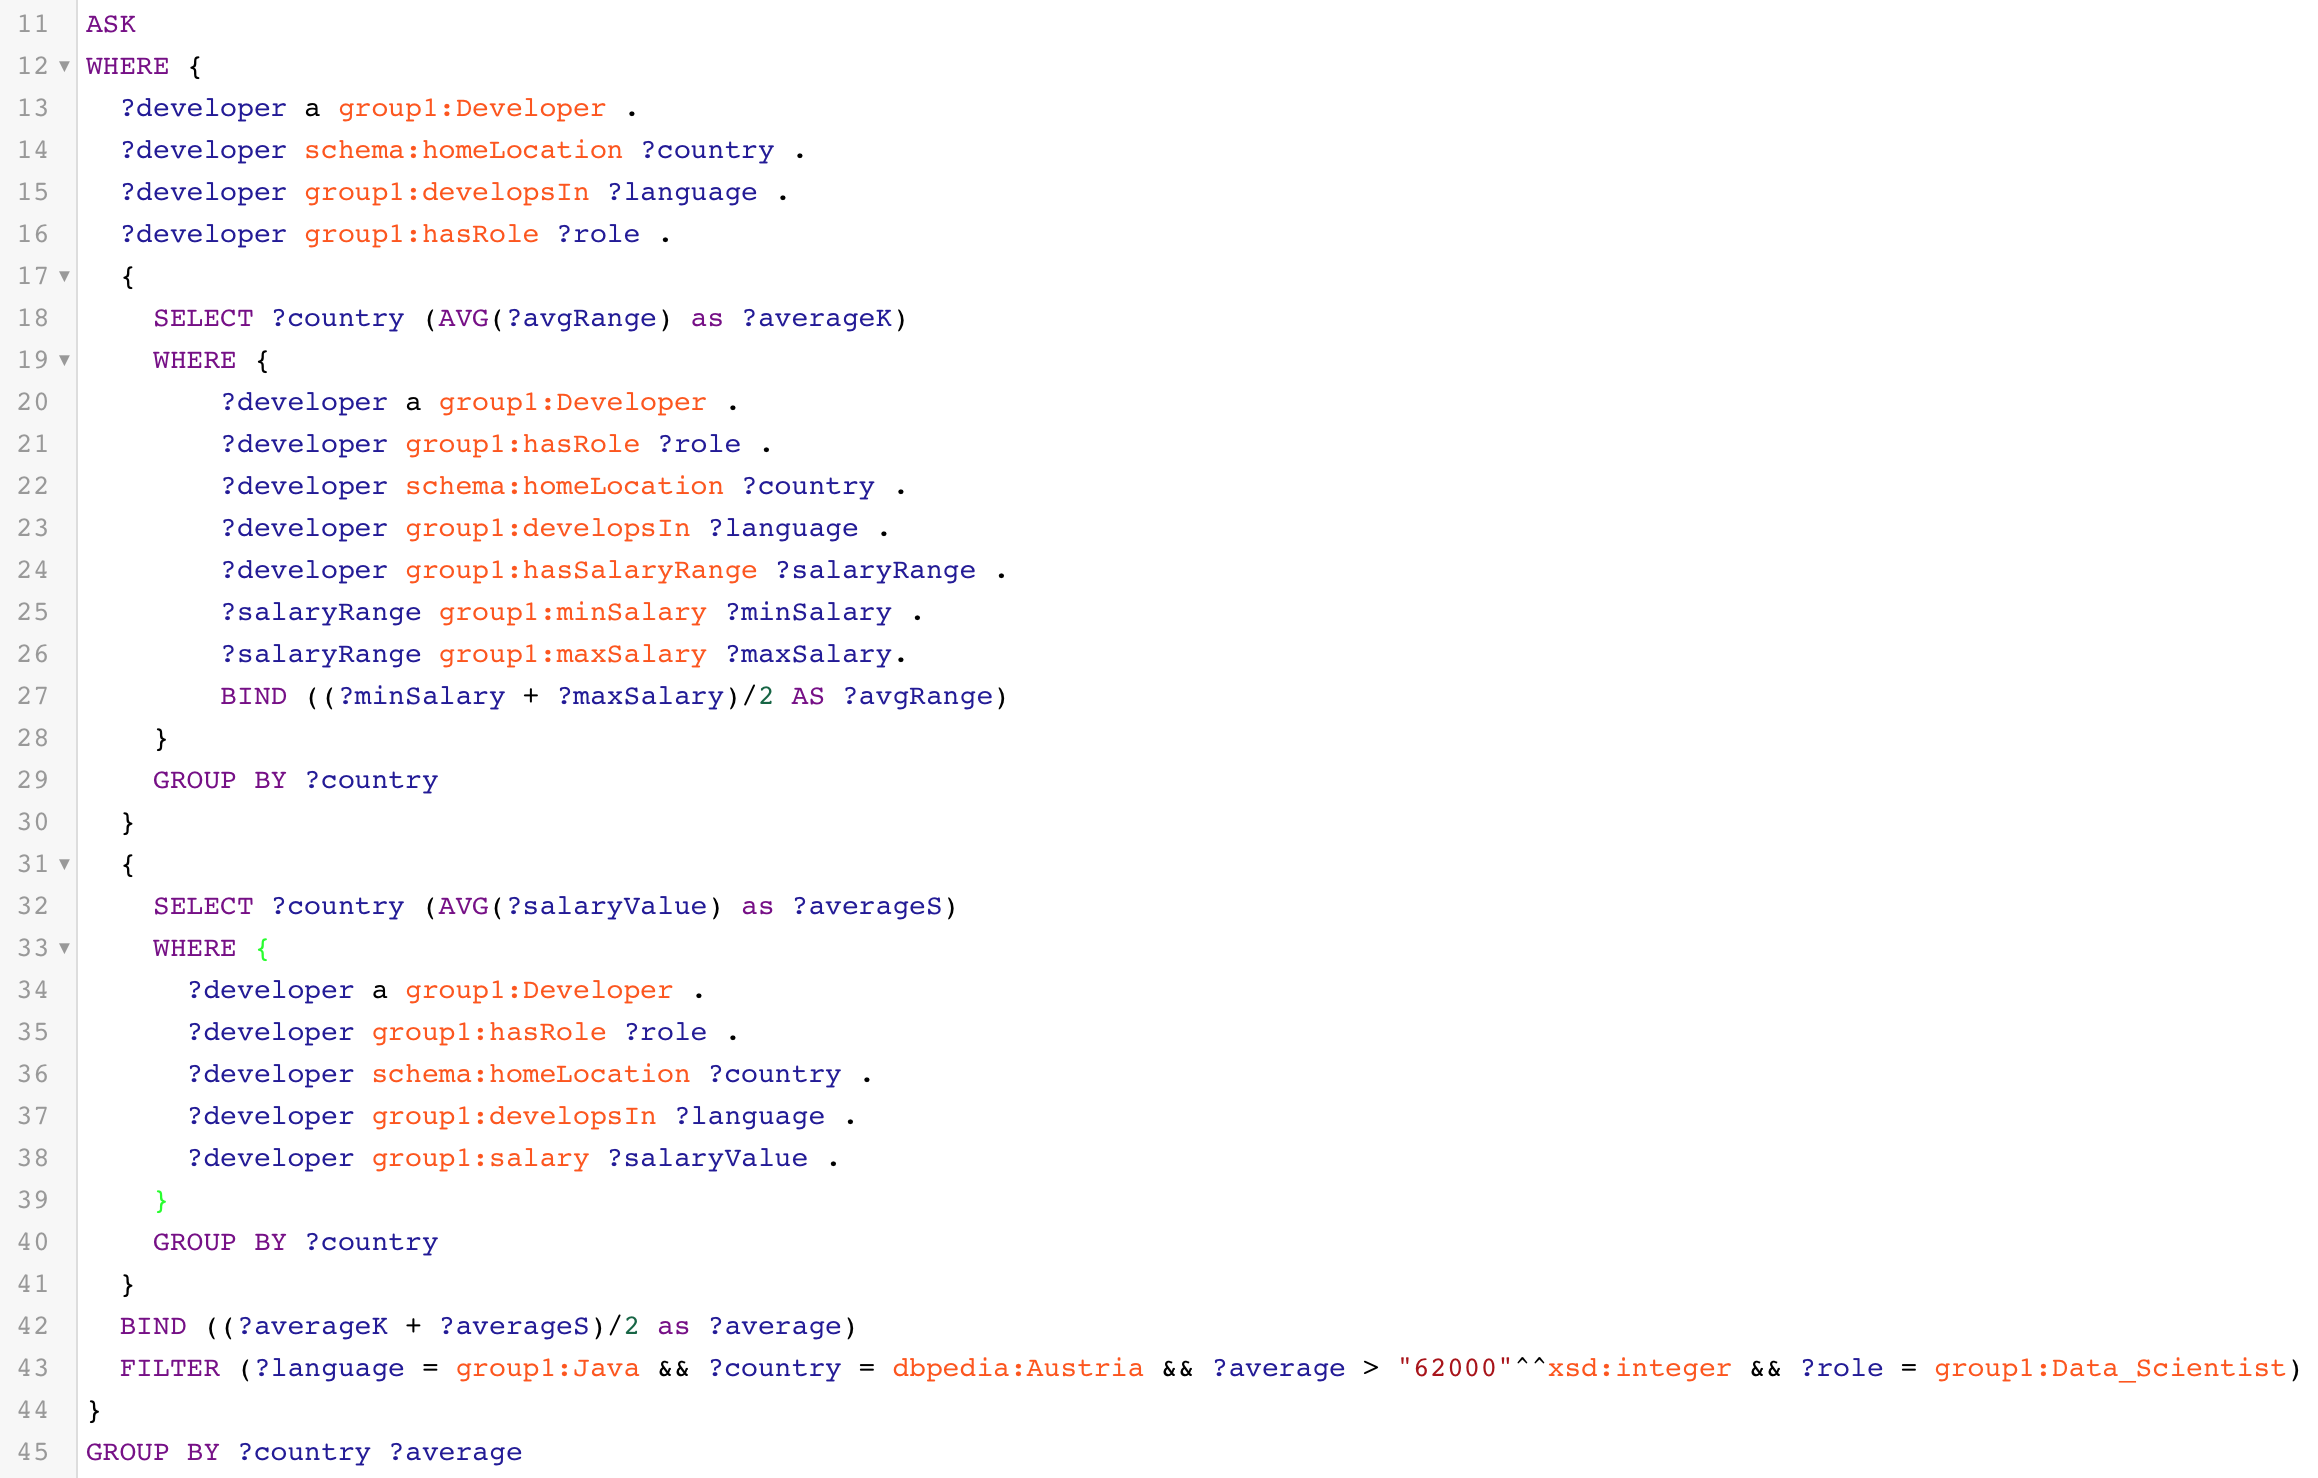 11 ASK
12 ▼ WHERE {
13   ?developer a group1:Developer .
14   ?developer schema:homeLocation ?country .
15   ?developer group1:developsIn ?language .
16   ?developer group1:hasRole ?role .
17 ▼   {
18     SELECT ?country (AVG(?avgRange) as ?averageK)
19 ▼     WHERE {
20         ?developer a group1:Developer .
21         ?developer group1:hasRole ?role .
22         ?developer schema:homeLocation ?country .
23         ?developer group1:developsIn ?language .
24         ?developer group1:hasSalaryRange ?salaryRange .
25         ?salaryRange group1:minSalary ?minSalary .
26         ?salaryRange group1:maxSalary ?maxSalary.
27         BIND ((?minSalary + ?maxSalary)/2 AS ?avgRange)
28     }
29     GROUP BY ?country
30   }
31 ▼   {
32     SELECT ?country (AVG(?salaryValue) as ?averageS)
33 ▼     WHERE {
34       ?developer a group1:Developer .
35       ?developer group1:hasRole ?role .
36       ?developer schema:homeLocation ?country .
37       ?developer group1:developsIn ?language .
38       ?developer group1:salary ?salaryValue .
39     }
40     GROUP BY ?country
41   }
42   BIND ((?averageK + ?averageS)/2 as ?average)
43   FILTER (?language = group1:Java && ?country = dbpedia:Austria && ?average > "62000"^^xsd:integer && ?role = group1:Data_Scientist)
44 }
45 GROUP BY ?country ?average